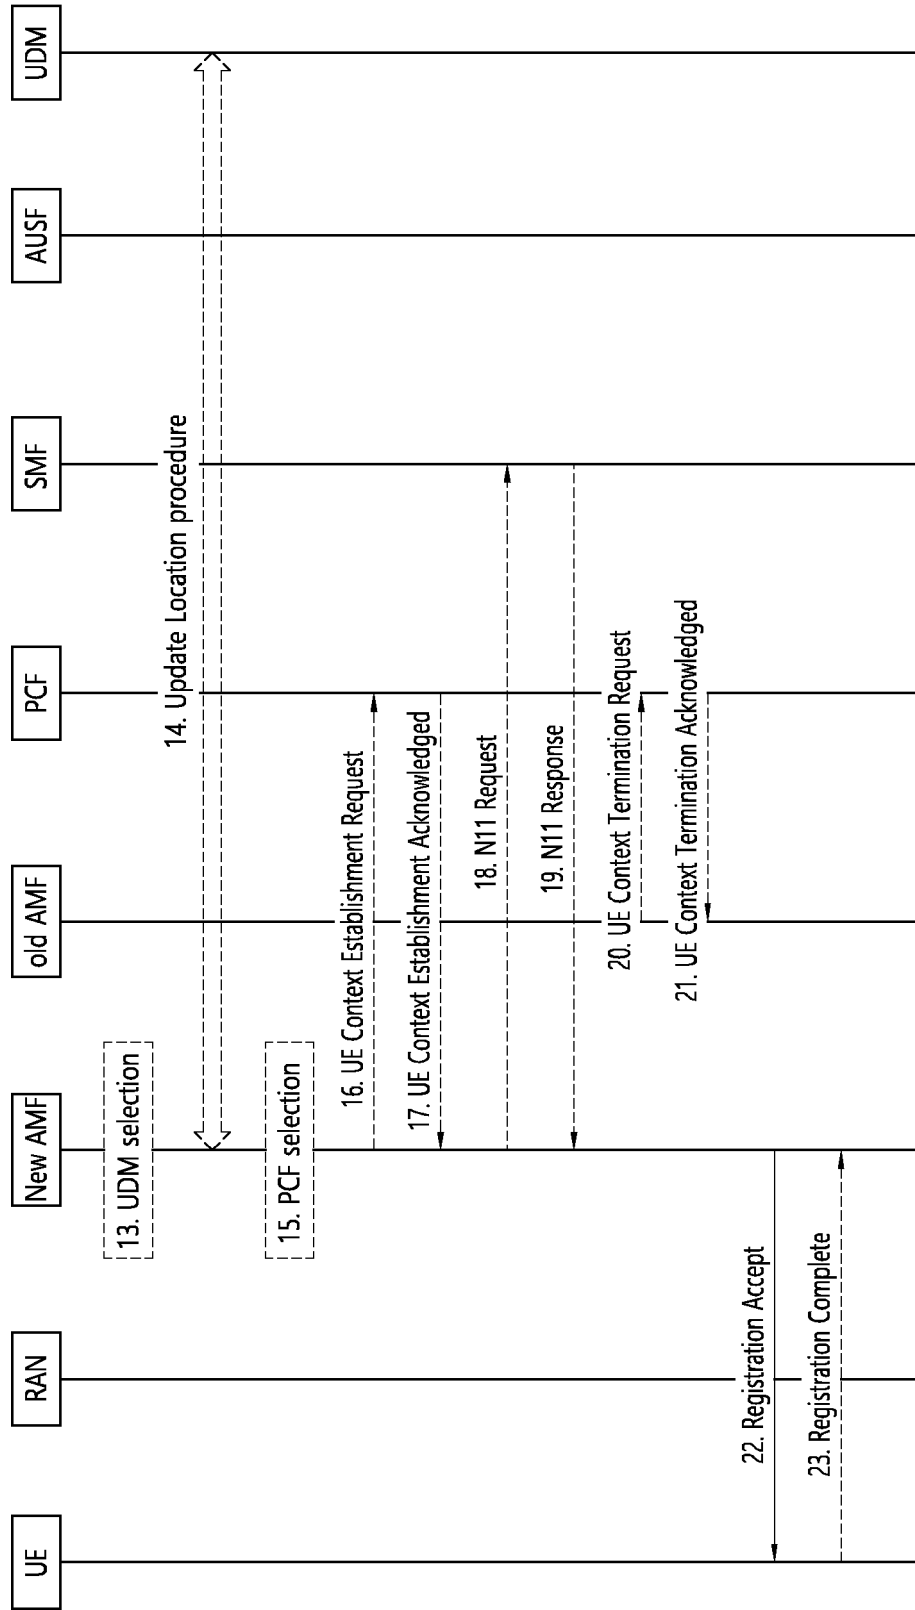 UE
RAN
New AMF
old AMF
PCF
SMF
AUSF
UDM
13. UDM selection
14. Update Location procedure
15. PCF selection
16. UE Context Establishment Request
17. UE Context Establishment Acknowledged
18. N11 Request
19. N11 Response
20. UE Context Termination Request
21. UE Context Termination Acknowledged
22. Registration Accept
23. Registration Complete